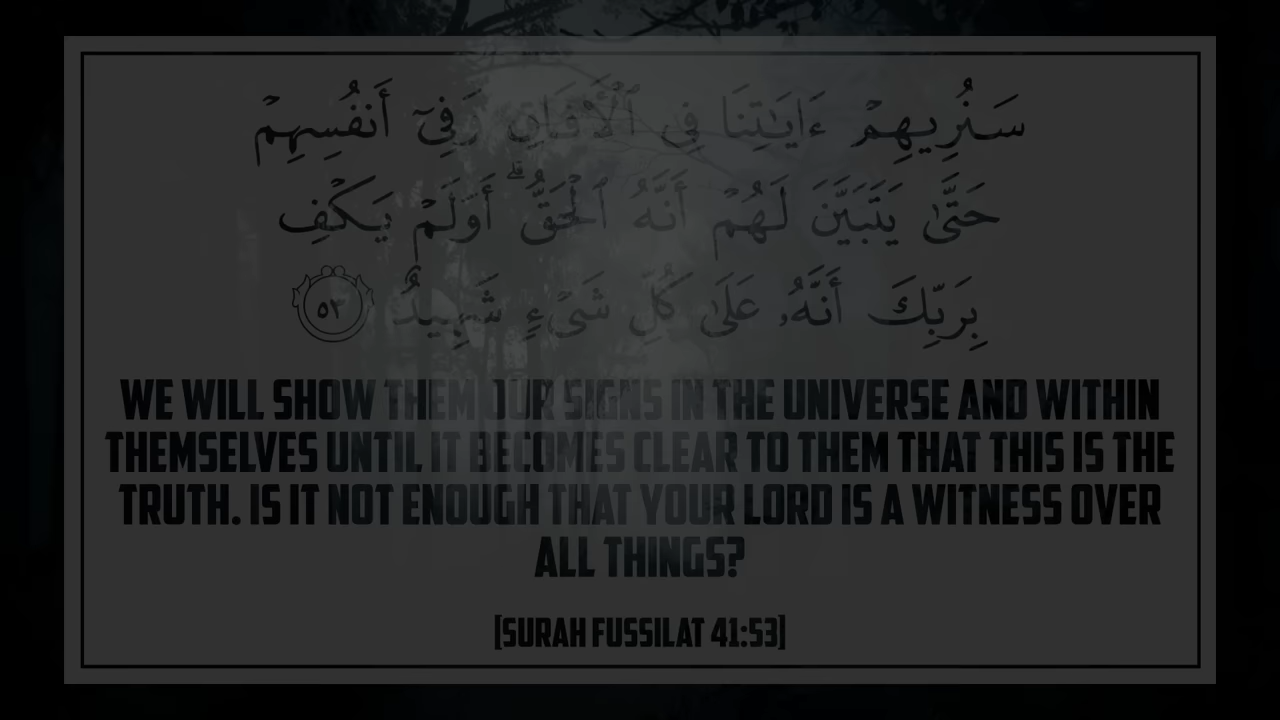 سَنُرِيهِمْ ءَايَـٰتِنَا فِى ٱلْـَٔافَاقِ وَفِىٓ أَنفُسِهِمْ
حَتَّىٰ يَتَبَيَّنَ لَهُمْ أَنَّهُ ٱلْحَقُّ ۗ أَوَلَمْ يَكْفِ
بِرَبِّكَ أَنَّهُۥ عَلَىٰ كُلِّ شَىْءٍ شَهِيدٌ ٥٣
WE WILL SHOW THEM OUR SIGNS IN THE UNIVERSE AND WITHIN
THEMSELVES UNTIL IT BECOMES CLEAR TO THEM THAT THIS IS THE
TRUTH. IS IT NOT ENOUGH THAT YOUR LORD IS A WITNESS OVER
ALL THINGS?
[SURAH FUSSILAT 41:53]